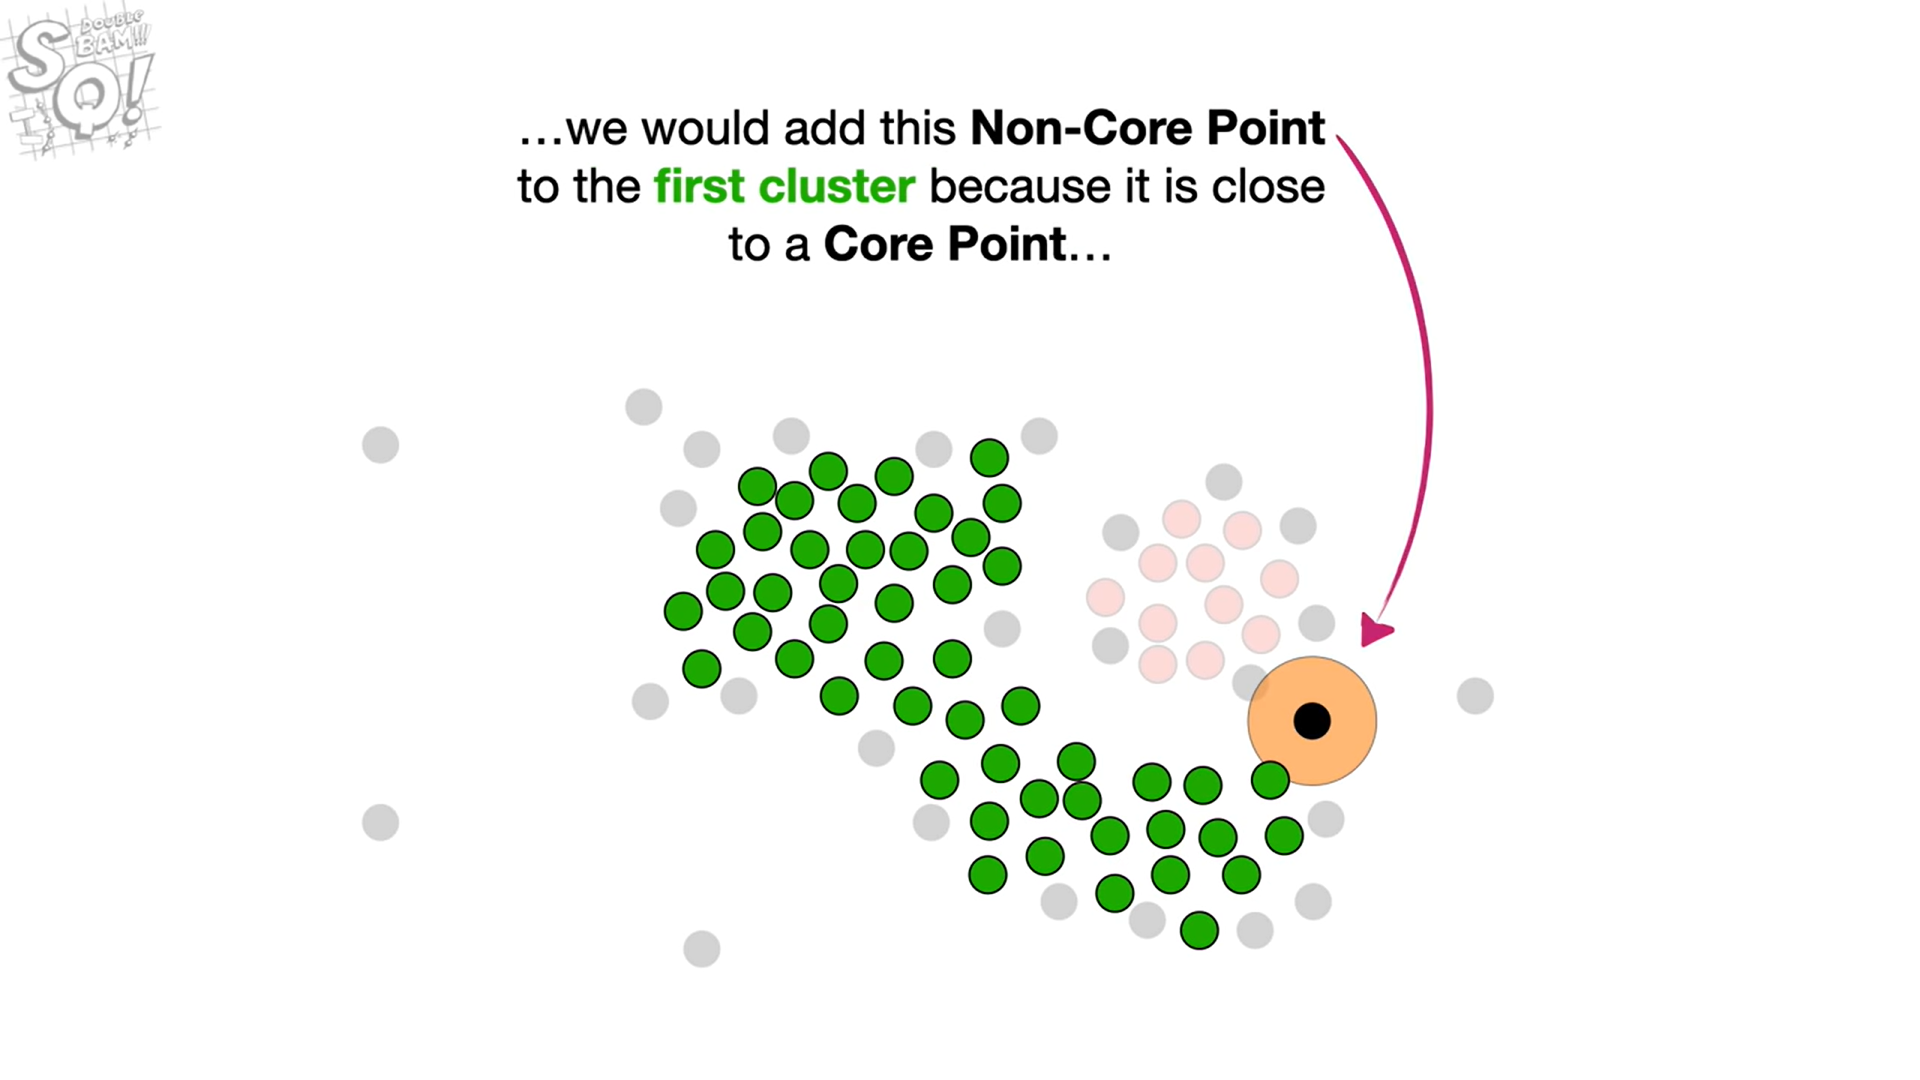 DOUBLE
BAM!!!
SQ!
…we would add this Non-Core Point
to the first cluster because it is close
to a Core Point…